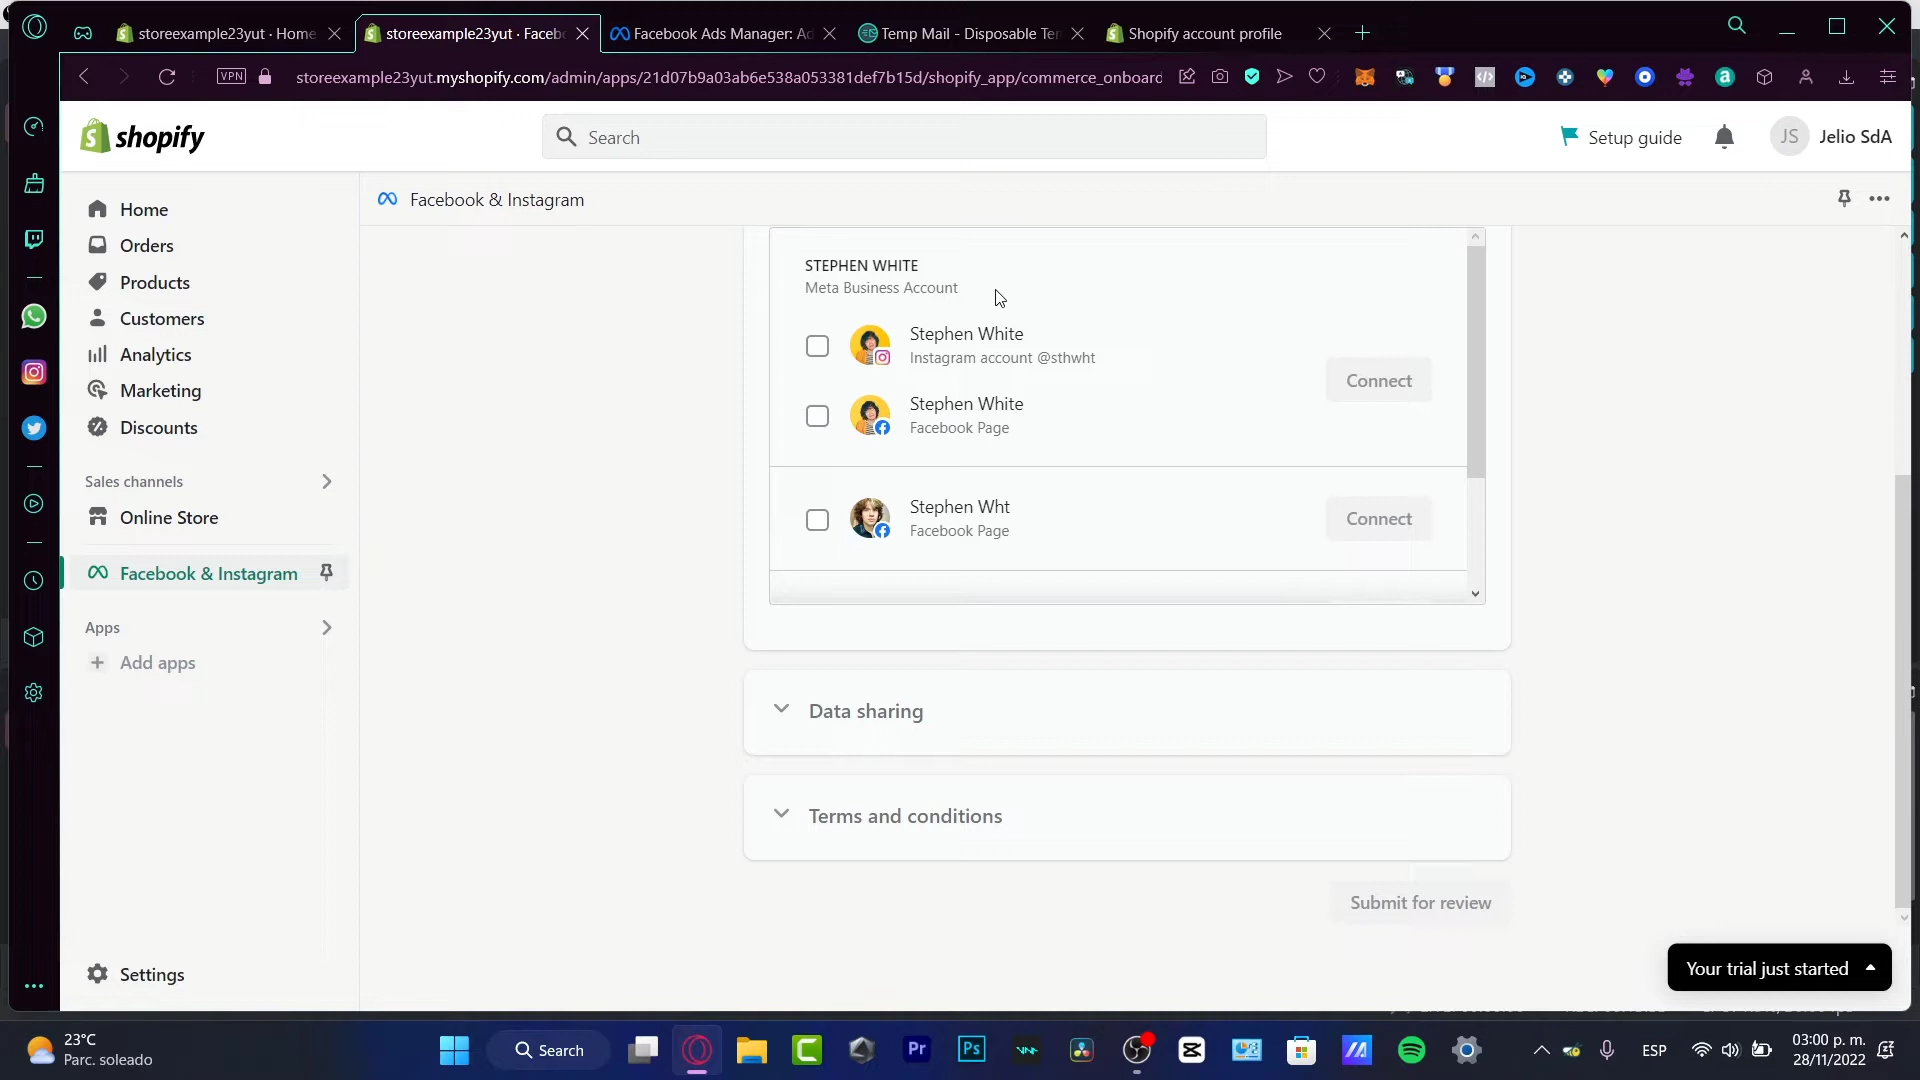 storeexample23yut · Home
storeexample23yut · Faceb
Facebook Ads Manager: Ad
Temp Mail - Disposable Ten
Shopify account profile
VPN
storeexample23yut.myshopify.com/admin/apps/21d07b9a03ab6e538a053381def7b15d/shopify_app/commerce_onboard
shopify
Search
Setup guide
JS
Jelio SdA
Home
Orders
Products
Customers
Analytics
Marketing
Discounts
Sales channels
Online Store
Facebook & Instagram
Apps
Add apps
Settings
Facebook & Instagram
STEPHEN WHITE
Meta Business Account
Stephen White
Instagram account @sthwht
Connect
Stephen White
Facebook Page
Stephen Wht
Facebook Page
Connect
Data sharing
Terms and conditions
Submit for review
Your trial just started
23°C
Parc. soleado
Search
Pr
Ps
ESP
03:00 p. m.
28/11/2022